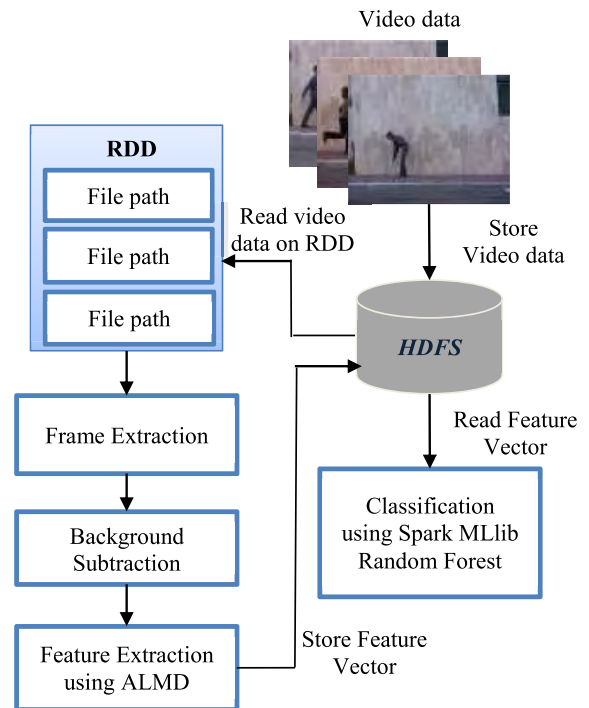 Video data
RDD
File path
File path
File path
Read video
data on RDD
Store
Video data
HDFS
Frame Extraction
Read Feature
Vector
Background
Subtraction
Classification
using Spark MLlib
Random Forest
Feature Extraction
using ALMD
Store Feature
Vector